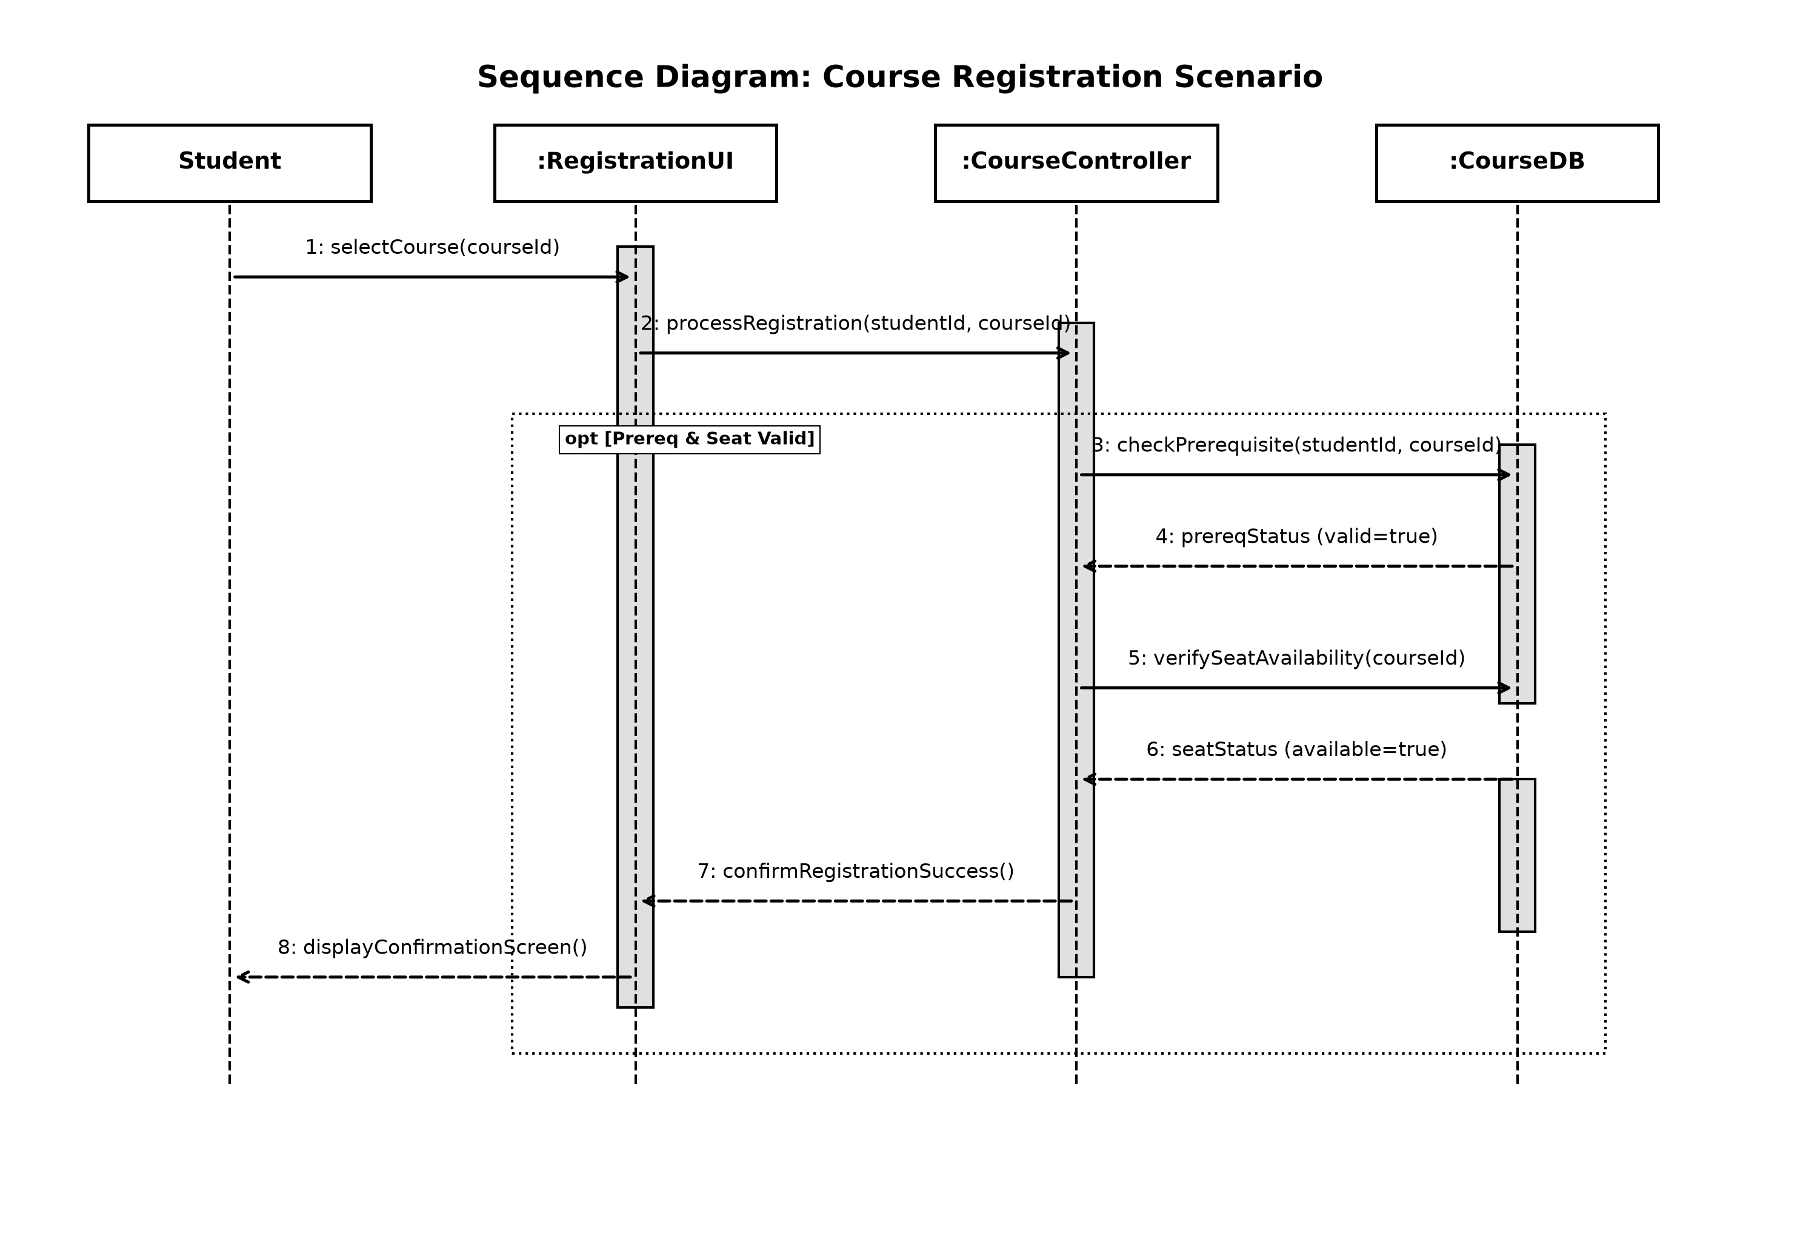 Sequence Diagram: Course Registration Scenario
Student
:RegistrationUI
:CourseController
:CourseDB
1: selectCourse(courseId)
2: processRegistration(studentId, courseId)
opt [Prereq & Seat Valid]
3: checkPrerequisite(studentId, courseId)
4: prereqStatus (valid=true)
5: verifySeatAvailability(courseId)
6: seatStatus (available=true)
7: confirmRegistrationSuccess()
8: displayConfirmationScreen()